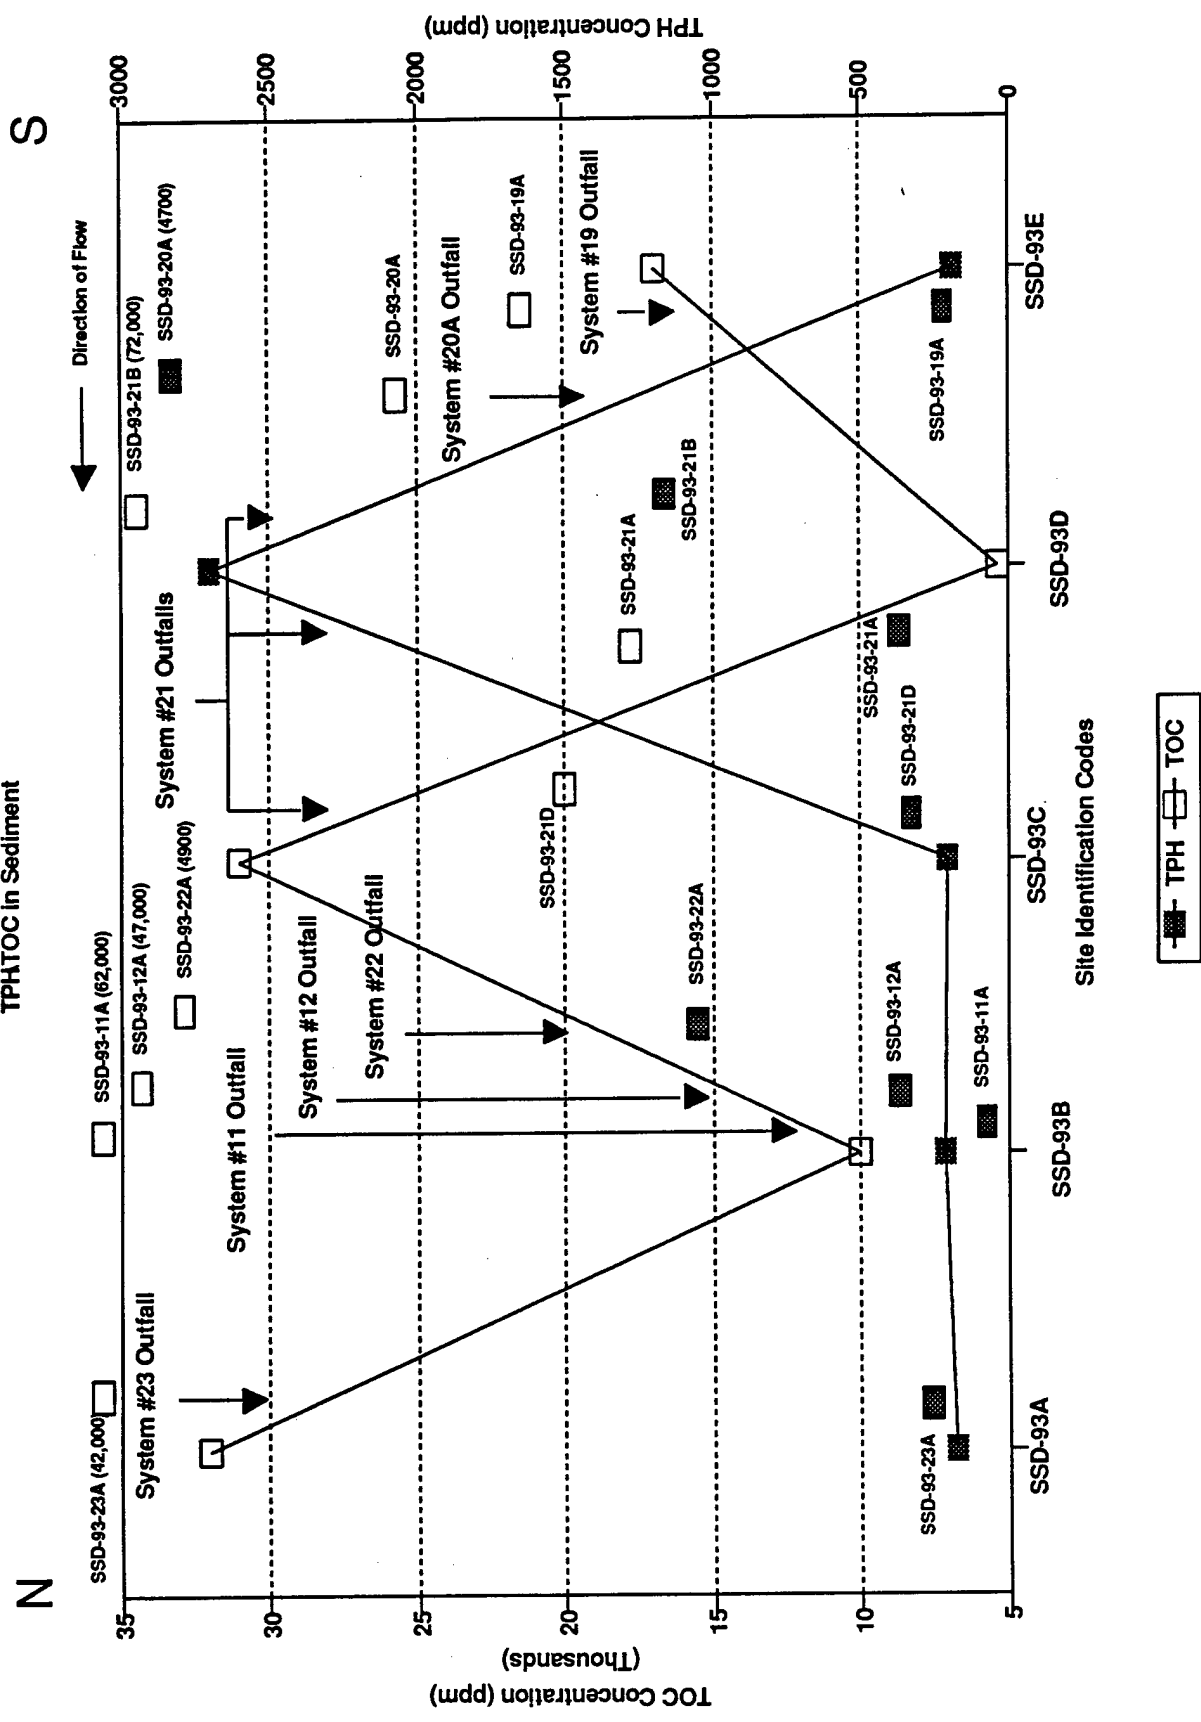 TPH\TOC in Sediment
N
S
Direction of Flow
SSD-93-23A (42,000)
SSD-93-11A (62,000)
SSD-93-12A (47,000)
SSD-93-22A (4900)
SSD-93-21B (72,000)
SSD-93-20A (4700)
System #23 Outfall
System #11 Outfall
System #12 Outfall
System #22 Outfall
System #21 Outfalls
System #20A Outfall
System #19 Outfall
SSD-93-20A
SSD-93-19A
SSD-93-21D
SSD-93-21A
SSD-93-21B
SSD-93-22A
SSD-93-12A
SSD-93-11A
SSD-93-23A
SSD-93-21D
SSD-93-21A
SSD-93-19A
TOC Concentration (ppm)
(Thousands)
35
30
25
20
15
10
5
TPH Concentration (ppm)
3000
2500
2000
1500
1000
500
0
SSD-93A
SSD-93B
SSD-93C
SSD-93D
SSD-93E
Site Identification Codes
TPH
TOC